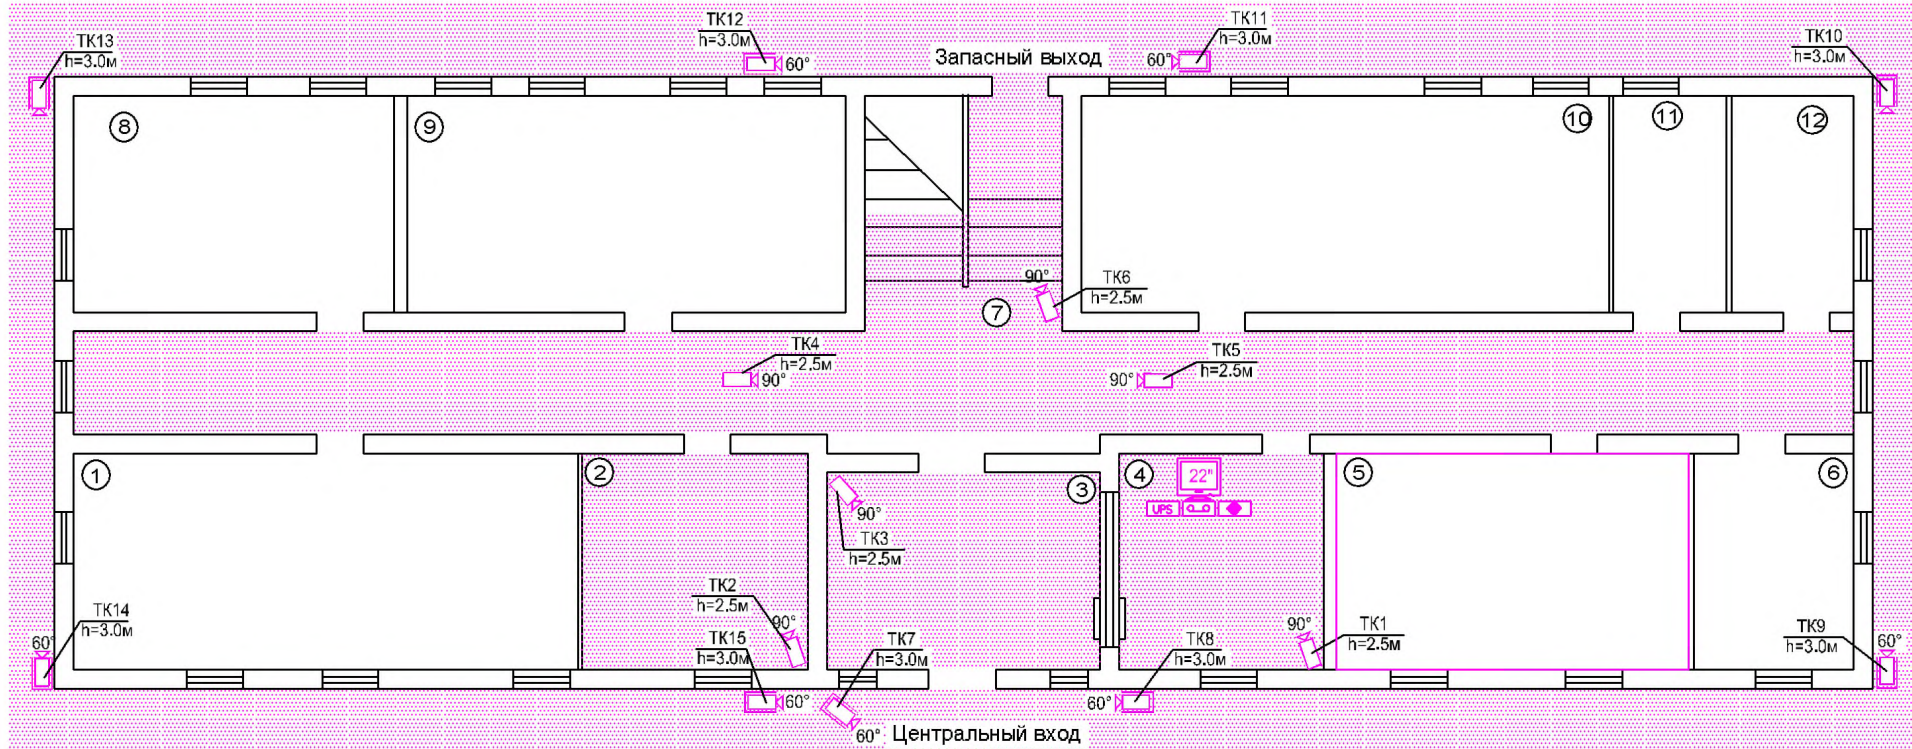 ТК12
h=3.0м
60°
ТК11
h=3.0м
60°
ТК13
h=3.0м
Запасный выход
ТК10
h=3.0м
8
9
10
11
12
90°
ТК6
h=2.5м
7
ТК4
h=2.5м
90°
ТК5
h=2.5м
90°
1
2
3
4
22"
UPS
5
6
90°
ТК3
h=2.5м
ТК2
h=2.5м
90°
ТК14
h=3.0м
60°
ТК15
h=3.0м
60°
ТК7
h=3.0м
60°
ТК8
h=3.0м
60°
90°
ТК1
h=2.5м
ТК9
h=3.0м
60°
Центральный вход